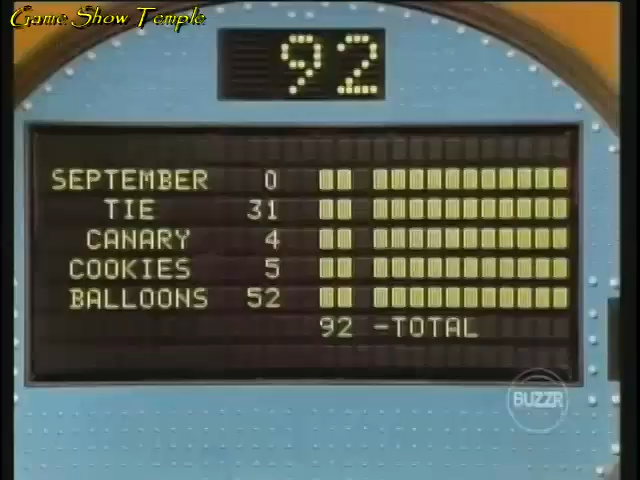 Game Show Temple
92
SEPTEMBER 0
TIE 31
CANARY 4
COOKIES 5
BALLOONS 52
92 -TOTAL
BUZZR